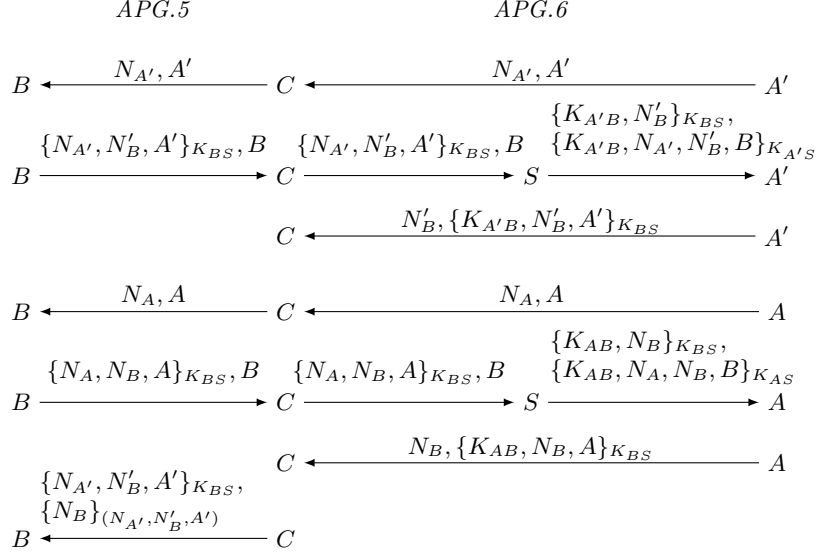 APG.5 APG.6
N_{A′}, A′ N_{A′}, A′
B C A′
{K_{A′B}, N′_B}_{K_{BS}},
{N_{A′}, N′_B, A′}_{K_{BS}}, B {N_{A′}, N′_B, A′}_{K_{BS}}, B {K_{A′B}, N_{A′}, N′_B, B}_{K_{A′S}}
B C S A′
N′_B, {K_{A′B}, N′_B, A′}_{K_{BS}}
C A′
N_A, A N_A, A
B C A
{K_{AB}, N_B}_{K_{BS}},
{N_A, N_B, A}_{K_{BS}}, B {N_A, N_B, A}_{K_{BS}}, B {K_{AB}, N_A, N_B, B}_{K_{AS}}
B C S A
N_B, {K_{AB}, N_B, A}_{K_{BS}}
C A
{N_{A′}, N′_B, A′}_{K_{BS}},
{N_B}_{(N_{A′}, N′_B, A′)}
B C